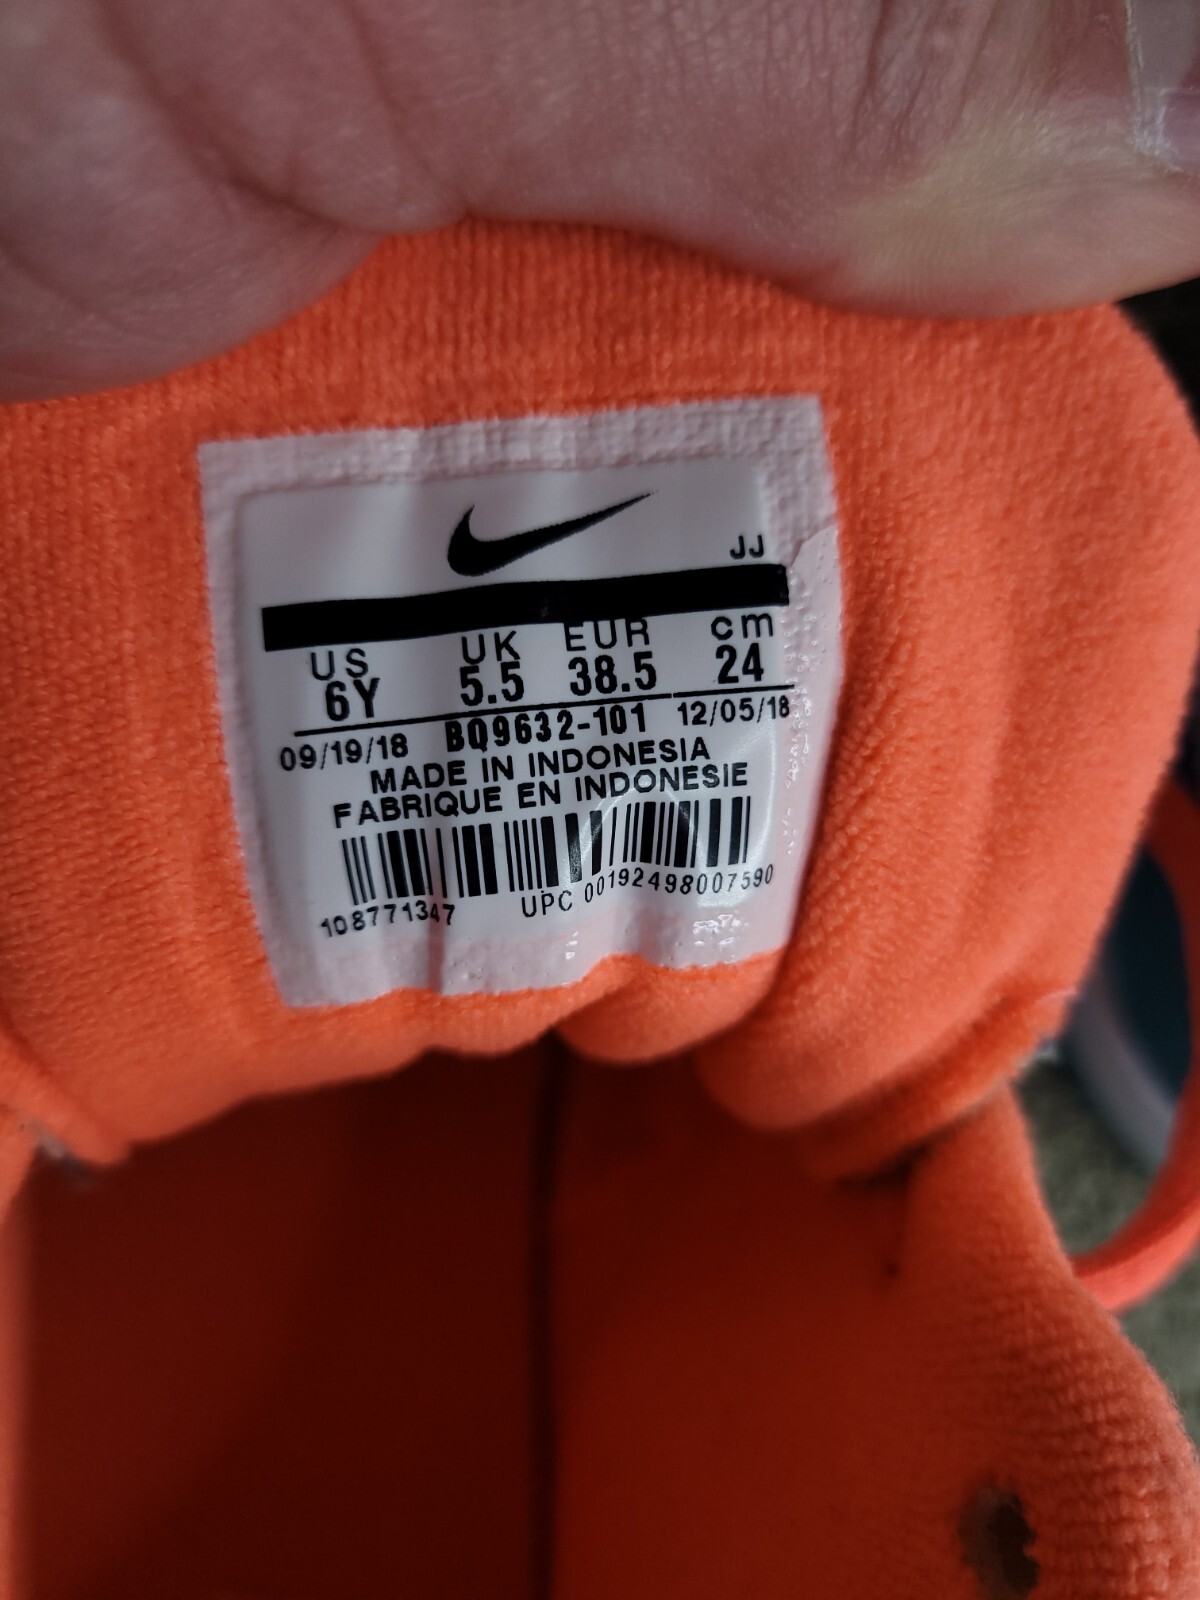 JJ
US UK EUR cm
6Y 5.5 38.5 24
09/19/18 BQ9632-101 12/05/18
MADE IN INDONESIA
FABRIQUE EN INDONESIE
108771347 UPC 00192498007590